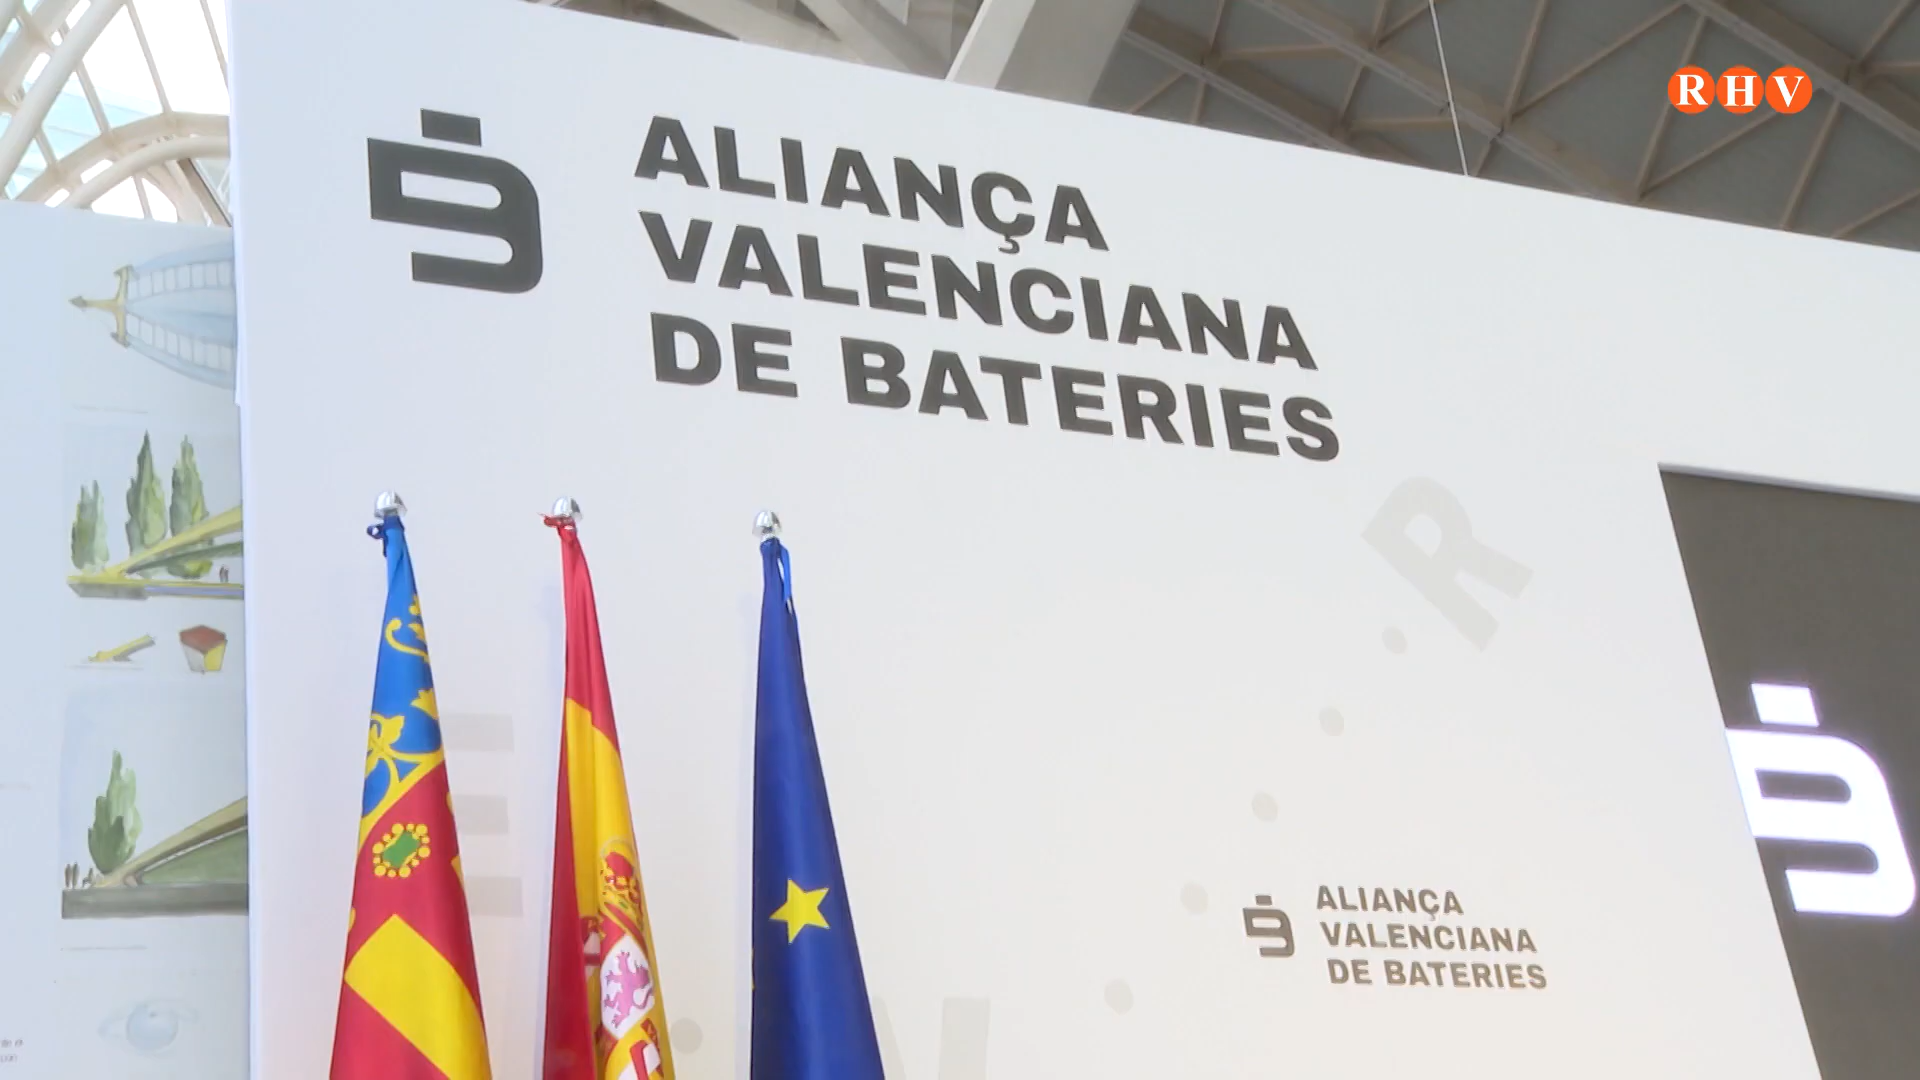 RHV
ALIANÇA
VALENCIANA
DE BATERIES
R
ALIANÇA
VALENCIANA
DE BATERIES